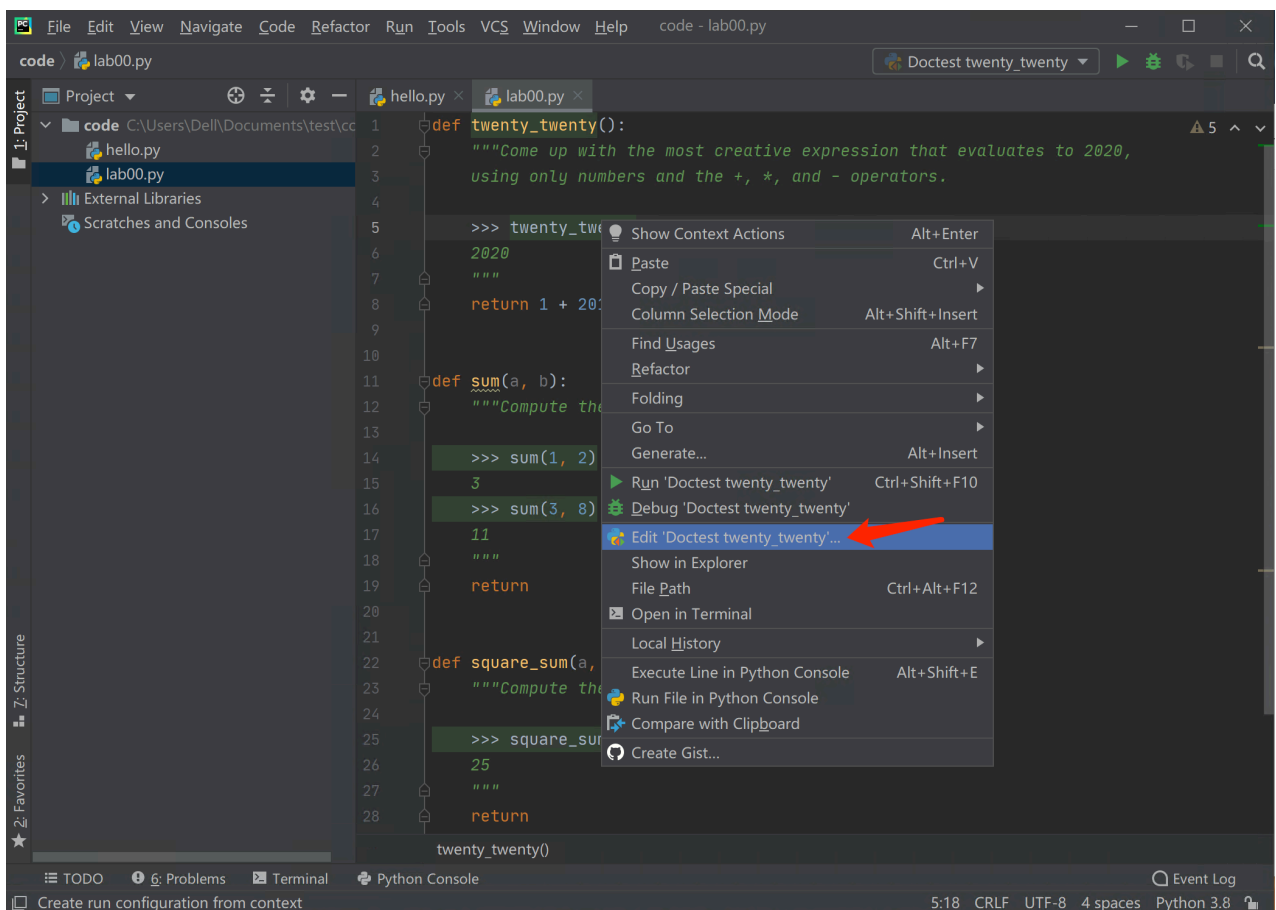 File Edit View Navigate Code Refactor Run Tools VCS Window Help code - lab00.py
code lab00.py Doctest twenty_twenty
1: Project
Project
code C:\Users\Dell\Documents\test\cc
hello.py
lab00.py
External Libraries
Scratches and Consoles
7: Structure
2: Favorites
hello.py lab00.py
5
1 def twenty_twenty():
2 """Come up with the most creative expression that evaluates to 2020,
3 using only numbers and the +, *, and - operators.
4
5 >>> twenty_twe
6 2020
7 """
8 return 1 + 201
9
10
11 def sum(a, b):
12 """Compute the
13
14 >>> sum(1, 2)
15 3
16 >>> sum(3, 8)
17 11
18 """
19 return
20
21
22 def square_sum(a,
23 """Compute the
24
25 >>> square_sum
26 25
27 """
28 return
Show Context Actions Alt+Enter
Paste Ctrl+V
Copy / Paste Special
Column Selection Mode Alt+Shift+Insert
Find Usages Alt+F7
Refactor
Folding
Go To
Generate... Alt+Insert
Run 'Doctest twenty_twenty' Ctrl+Shift+F10
Debug 'Doctest twenty_twenty'
Edit 'Doctest twenty_twenty'...
Show in Explorer
File Path Ctrl+Alt+F12
Open in Terminal
Local History
Execute Line in Python Console Alt+Shift+E
Run File in Python Console
Compare with Clipboard
Create Gist...
twenty_twenty()
TODO 6: Problems Terminal Python Console Event Log
Create run configuration from context 5:18 CRLF UTF-8 4 spaces Python 3.8